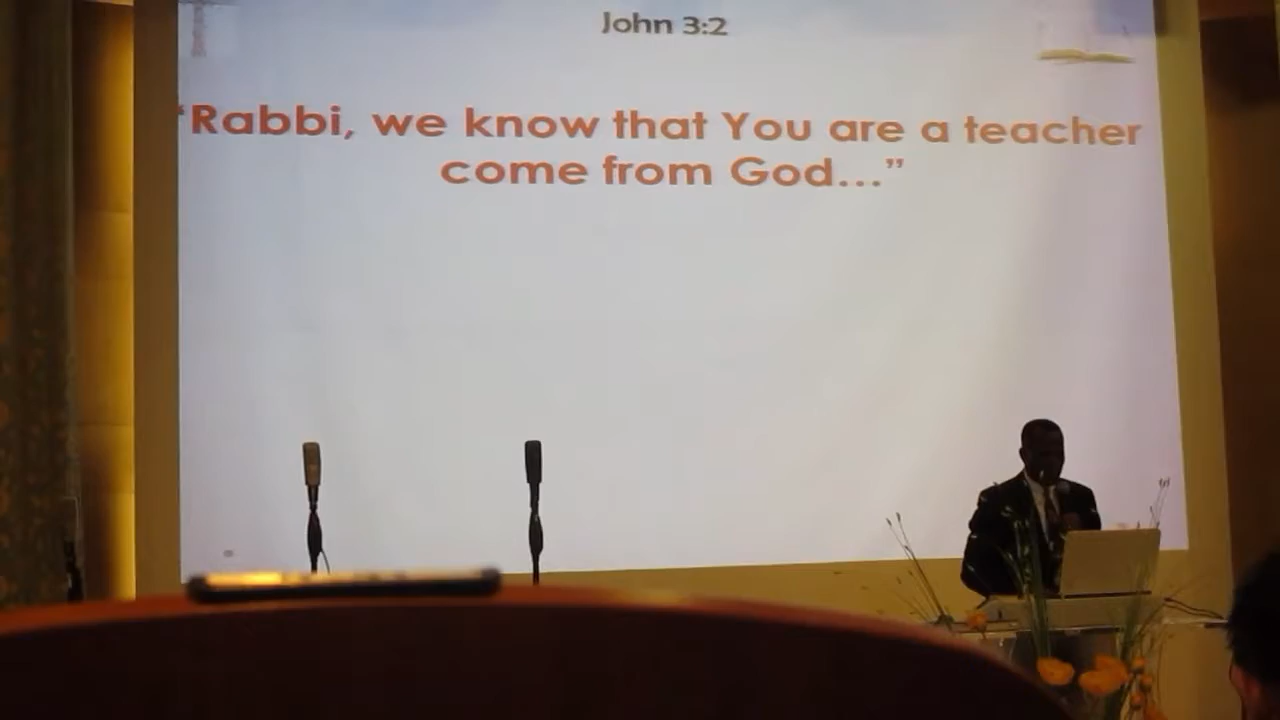 John 3:2
“Rabbi, we know that You are a teacher
come from God...”